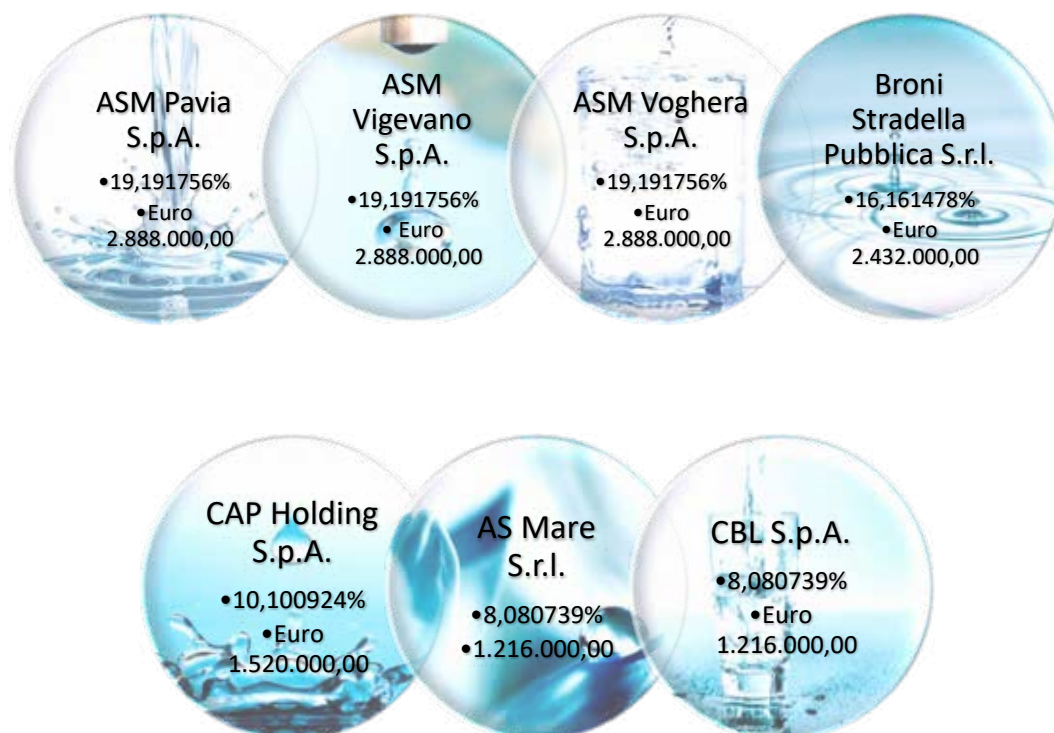 ASM Pavia
S.p.A.
•19,191756%
•Euro
2.888.000,00
ASM
Vigevano
S.p.A.
•19,191756%
• Euro
2.888.000,00
ASM Voghera
S.p.A.
•19,191756%
•Euro
2.888.000,00
Broni
Stradella
Pubblica S.r.l.
•16,161478%
•Euro
2.432.000,00
CAP Holding
S.p.A.
•10,100924%
•Euro
1.520.000,00
AS Mare
S.r.l.
•8,080739%
•1.216.000,00
CBL S.p.A.
•8,080739%
•Euro
1.216.000,00